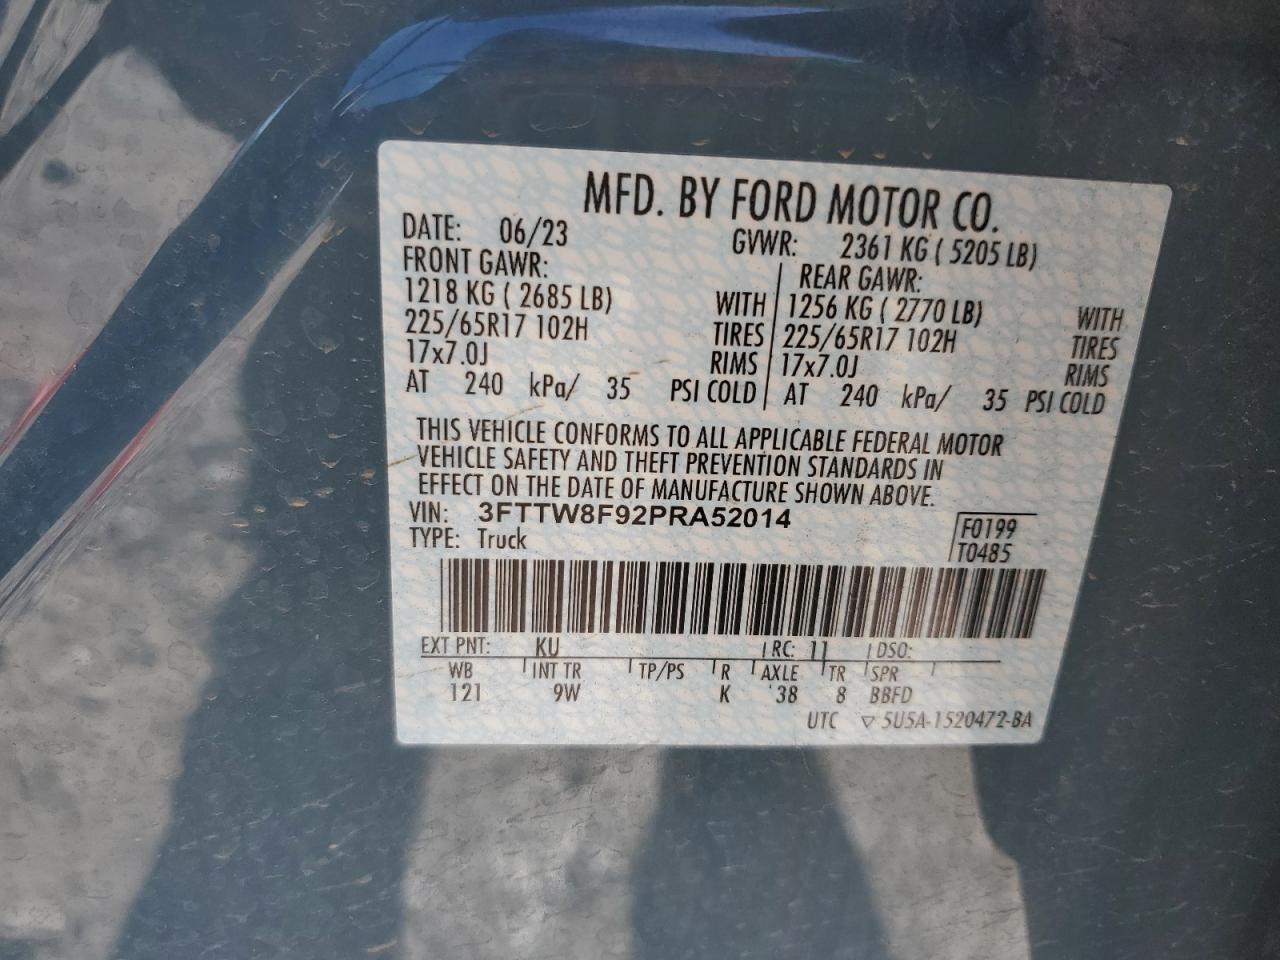 MFD. BY FORD MOTOR CO.
DATE: 06/23 GVWR: 2361 KG ( 5205 LB)
FRONT GAWR: REAR GAWR:
1218 KG ( 2685 LB) WITH 1256 KG ( 2770 LB) WITH
225/65R17 102H TIRES 225/65R17 102H TIRES
17x7.0J RIMS 17x7.0J RIMS
AT 240 kPa/ 35 PSI COLD AT 240 kPa/ 35 PSI COLD
THIS VEHICLE CONFORMS TO ALL APPLICABLE FEDERAL MOTOR
VEHICLE SAFETY AND THEFT PREVENTION STANDARDS IN
EFFECT ON THE DATE OF MANUFACTURE SHOWN ABOVE.
VIN: 3FTTW8F92PRA52014 F0199
TYPE: Truck T0485
EXT PNT: KU RC: 11 DSO:
WB INT TR TP/PS R AXLE TR SPR
121 9W K 38 8 BBFD
UTC ▽ 5U5A-1520472-BA